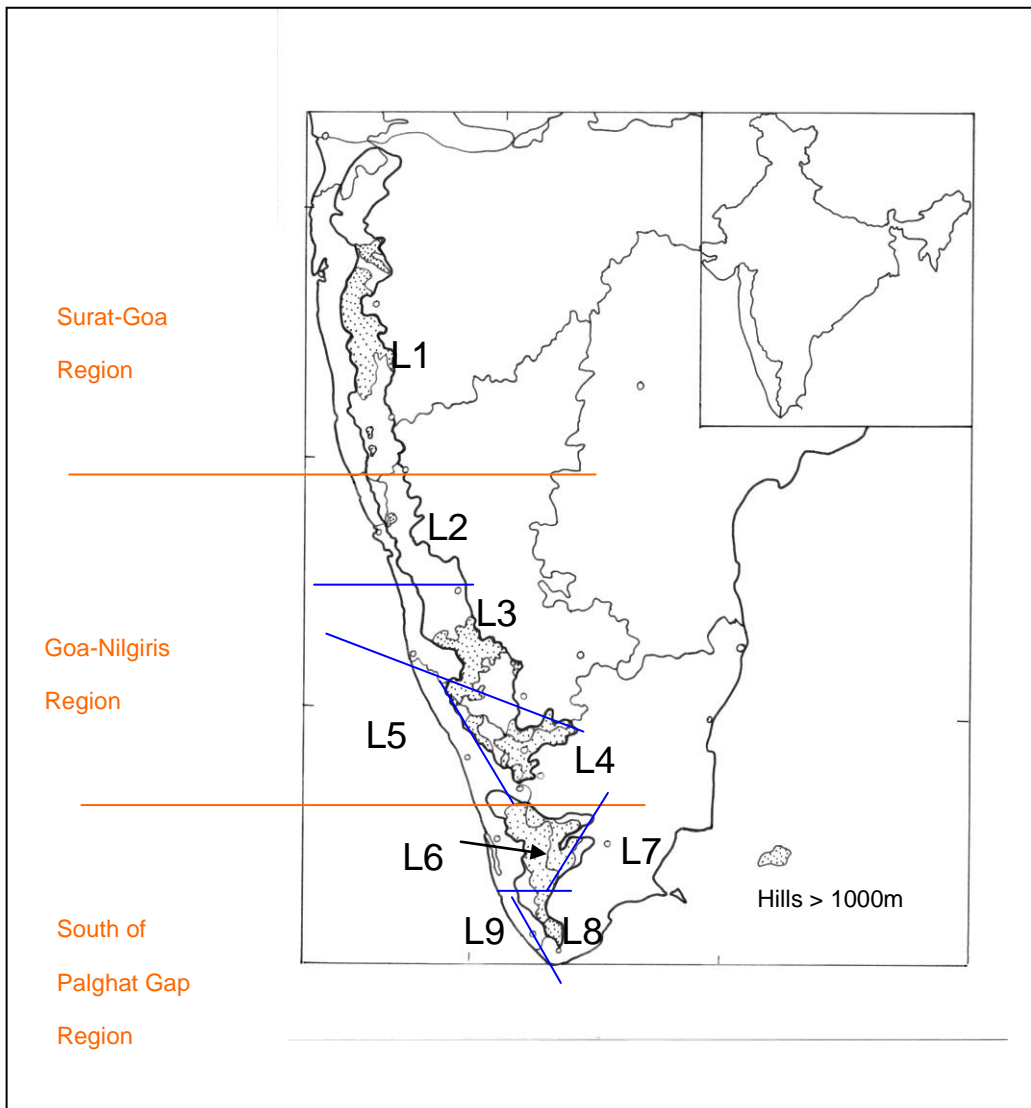 Surat-Goa
Region
L1
L2
L3
Goa-Nilgiris
Region
L5
L4
L6
L7
Hills > 1000m
South of
Palghat Gap
Region
L9
L8